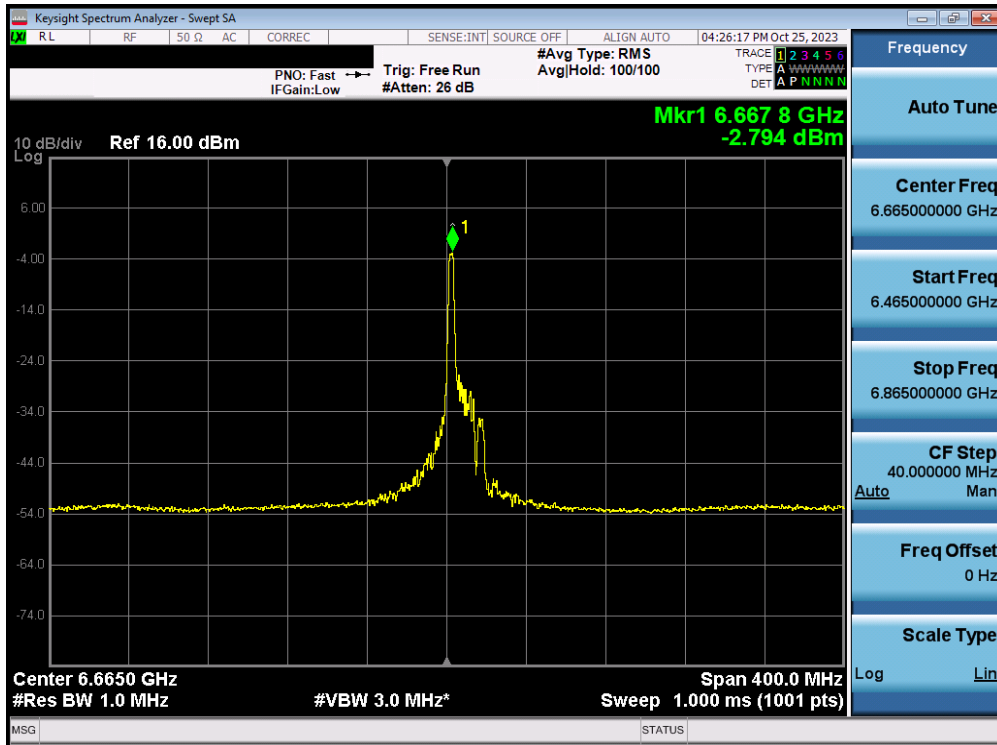 Keysight Spectrum Analyzer - Swept SA
LXI RL RF 50 Ω AC CORREC SENSE:INT SOURCE OFF ALIGN AUTO 04:26:17 PM Oct 25, 2023
PNO: Fast
IFGain:Low
Trig: Free Run
#Atten: 26 dB
#Avg Type: RMS
Avg|Hold: 100/100
TRACE 1 2 3 4 5 6
TYPE A WWWWW
DET A P N N N N
Mkr1 6.667 8 GHz
-2.794 dBm
10 dB/div Ref 16.00 dBm
Log
1
6.00
-4.00
-14.0
-24.0
-34.0
-44.0
-54.0
-64.0
-74.0
Center 6.6650 GHz Span 400.0 MHz
#Res BW 1.0 MHz #VBW 3.0 MHz* Sweep 1.000 ms (1001 pts)
MSG STATUS
Frequency
Auto Tune
Center Freq
6.665000000 GHz
Start Freq
6.465000000 GHz
Stop Freq
6.865000000 GHz
CF Step
40.000000 MHz
Auto Man
Freq Offset
0 Hz
Scale Type
Log Lin